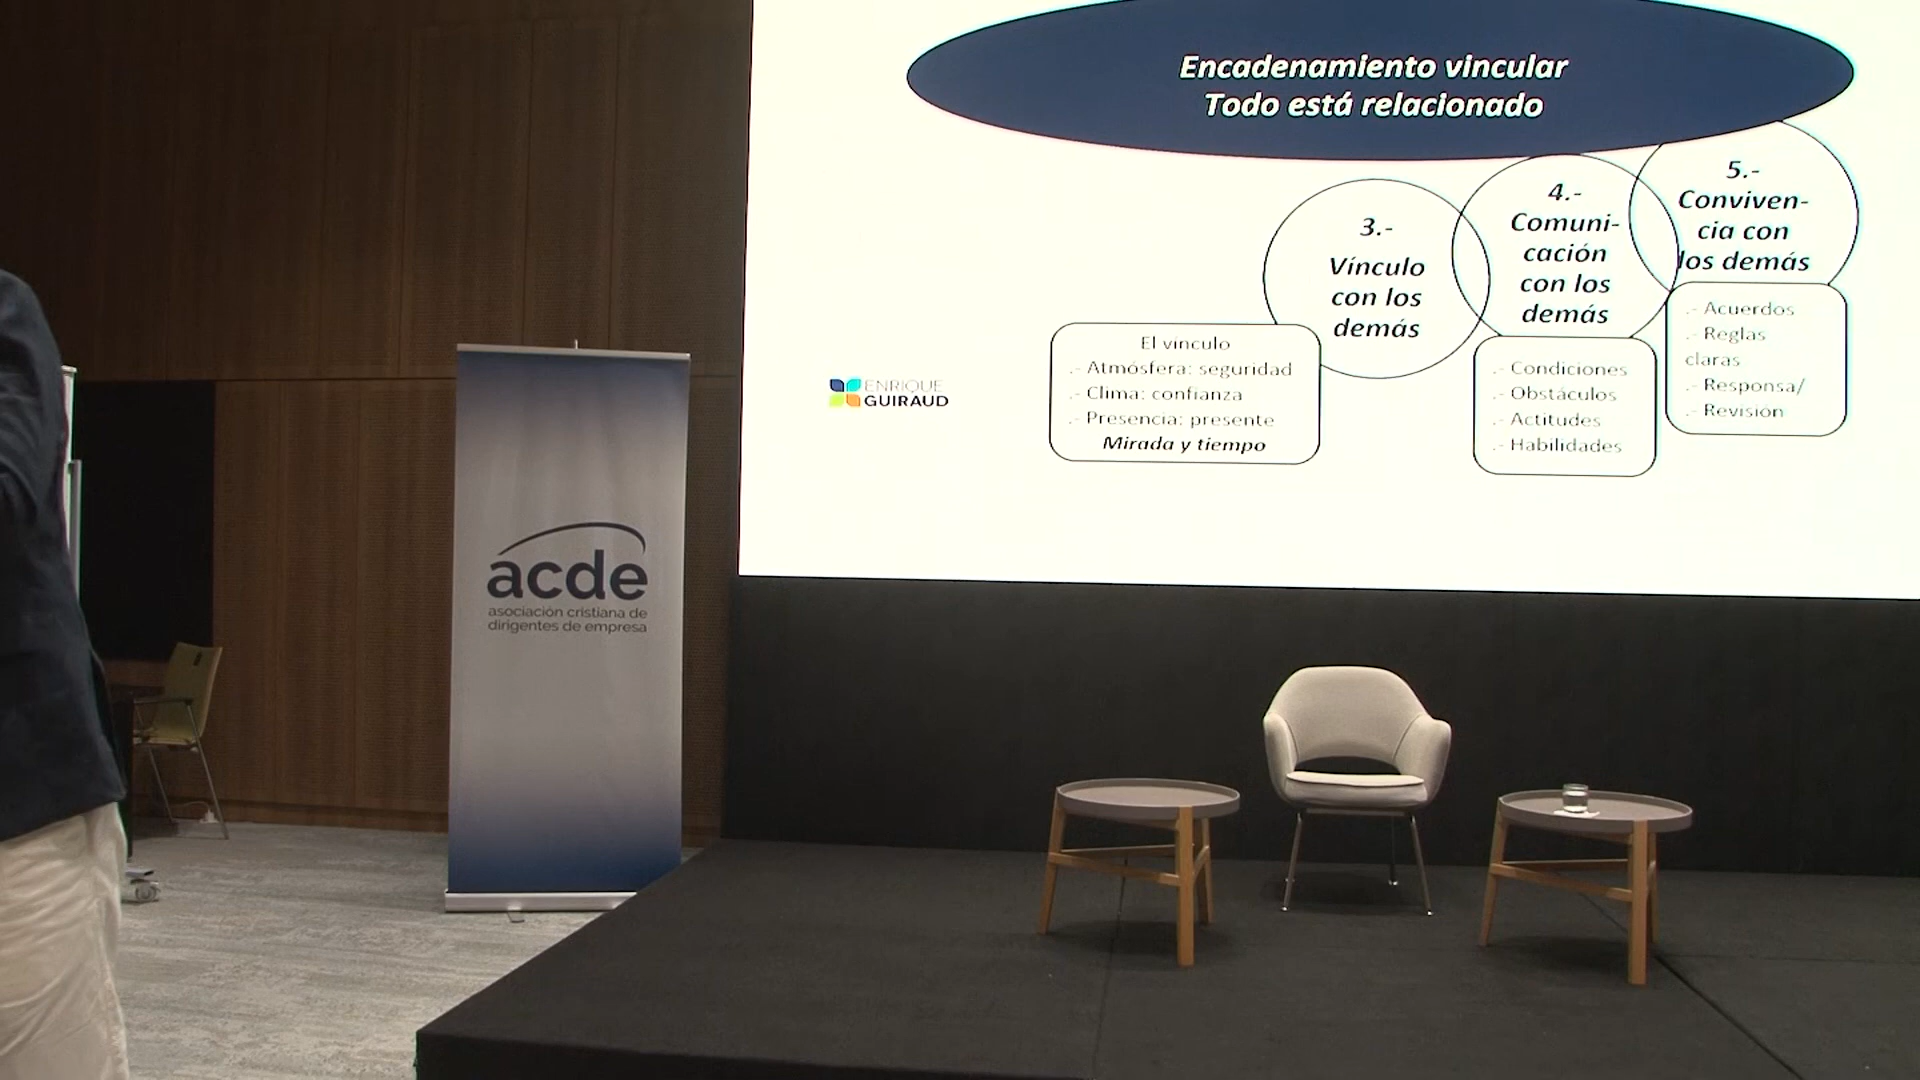 Encadenamiento vincular
Todo está relacionado
3.-
Vínculo
con los
demás
4.-
Comuni-
cación
con los
demás
5.-
Conviven-
cia con
los demás
El vínculo
.- Atmósfera: seguridad
.- Clima: confianza
.- Presencia: presente
Mirada y tiempo
.- Condiciones
.- Obstáculos
.- Actitudes
.- Habilidades
.- Acuerdos
.- Reglas
claras
.- Responsa/
.- Revisión
ENRIQUE
GUIRAUD
acde
asociación cristiana de
dirigentes de empresa